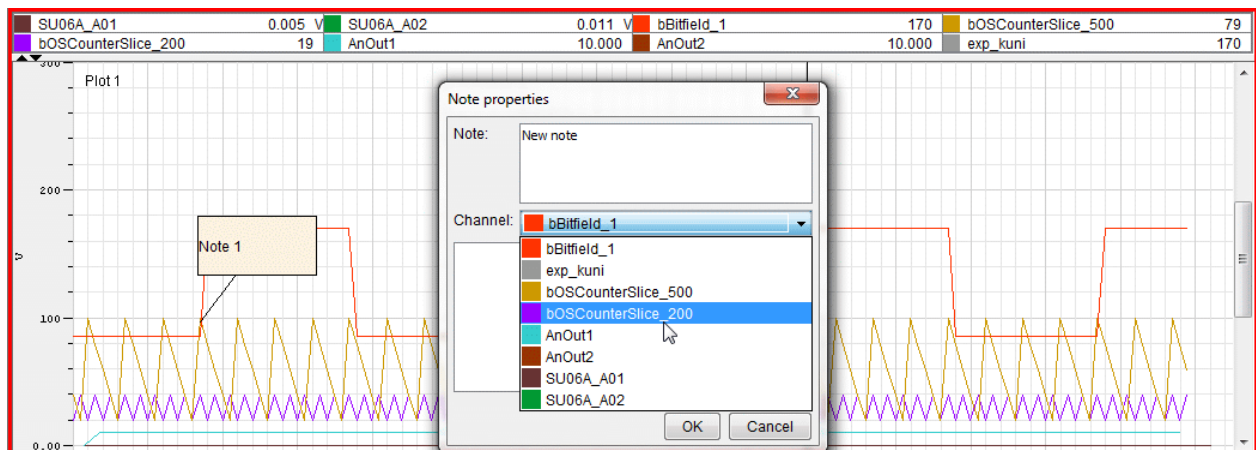 SU06A_A01 0.005 V SU06A_A02 0.011 V bBitfield_1 170 bOSCounterSlice_500 79
bOSCounterSlice_200 19 AnOut1 10.000 AnOut2 10.000 exp_kuni 170
300
Plot 1
200
100
0.00
Note 1
Note properties
Note:
New note
Channel:
bBitfield_1
bBitfield_1
exp_kuni
bOSCounterSlice_500
bOSCounterSlice_200
AnOut1
AnOut2
SU06A_A01
SU06A_A02
OK Cancel